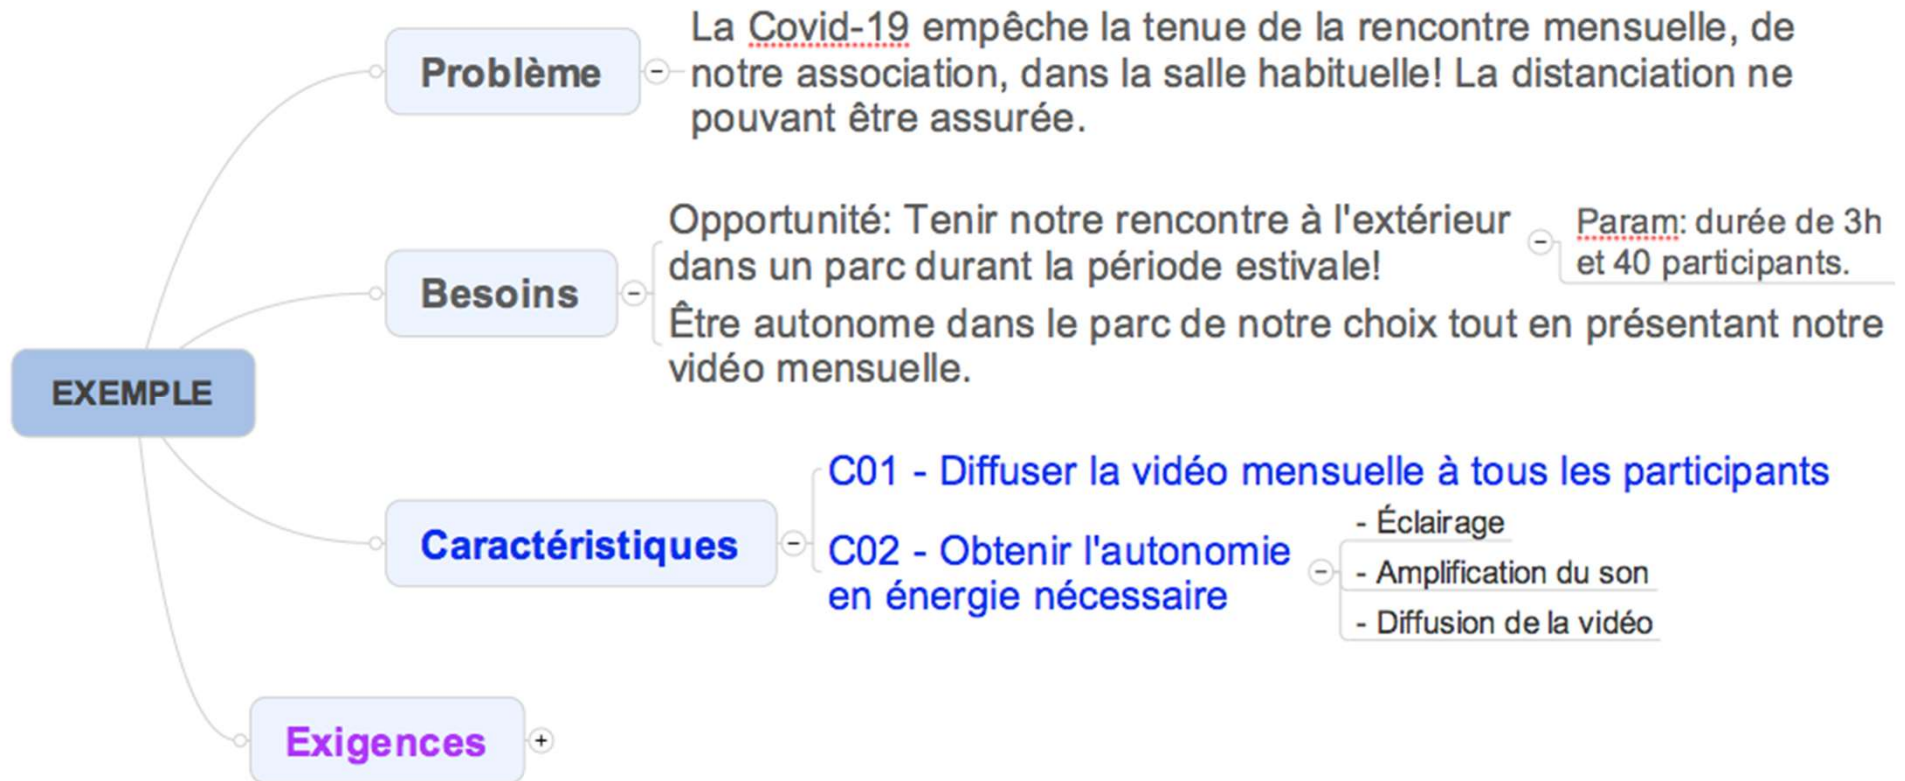 La Covid-19 empêche la tenue de la rencontre mensuelle, de
Problème
notre association, dans la salle habituelle! La distanciation ne
pouvant être assurée.
Opportunité: Tenir notre rencontre à l'extérieur
dans un parc durant la période estivale!
Param: durée de 3h
et 40 participants.
Besoins
Être autonome dans le parc de notre choix tout en présentant notre
vidéo mensuelle.
EXEMPLE
C01 - Diffuser la vidéo mensuelle à tous les participants
Caractéristiques
C02 - Obtenir l'autonomie
en énergie nécessaire
- Éclairage
- Amplification du son
- Diffusion de la vidéo
Exigences